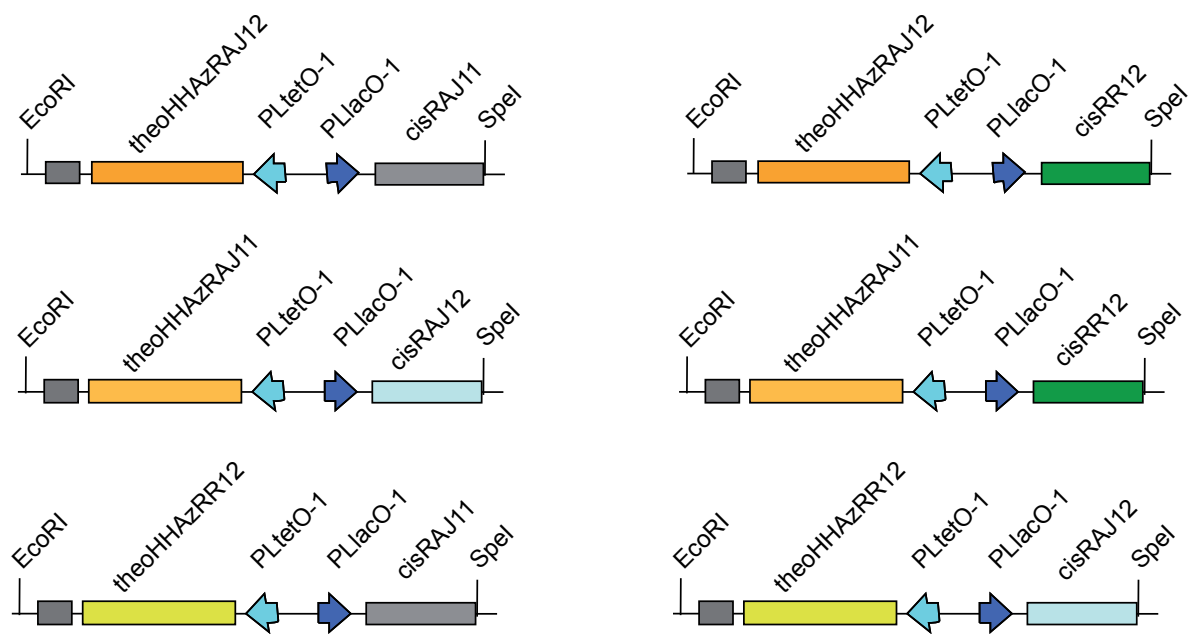 EcoRI
theoHHAzRAJ12
PLtetO-1
PLlacO-1
cisRAJ11
SpeI
EcoRI
theoHHAzRAJ12
PLtetO-1
PLlacO-1
cisRR12
SpeI
EcoRI
theoHHAzRAJ11
PLtetO-1
PLlacO-1
cisRAJ12
SpeI
EcoRI
theoHHAzRAJ11
PLtetO-1
PLlacO-1
cisRR12
SpeI
EcoRI
theoHHAzRR12
PLtetO-1
PLlacO-1
cisRAJ11
SpeI
EcoRI
theoHHAzRR12
PLtetO-1
PLlacO-1
cisRAJ12
SpeI